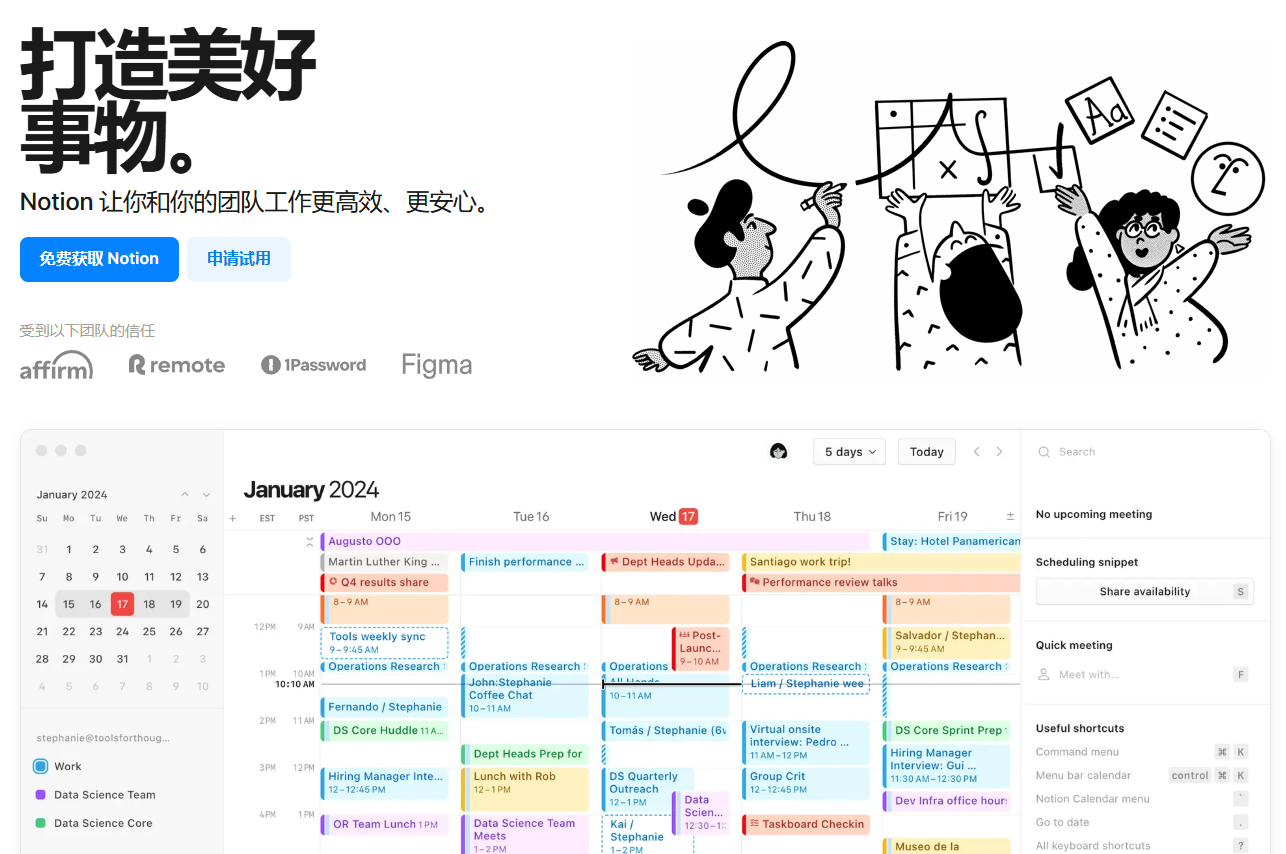 打造美好
事物。
Notion 让你和你的团队工作更高效、更安心。
免费获取 Notion
申请试用
受到以下团队的信任
affirm
remote
1Password
Figma
Aa
5 days
Today
Search
January 2024
January 2024
Su Mo Tu We Th Fr Sa
31 1 2 3 4 5 6
7 8 9 10 11 12 13
14 15 16 17 18 19 20
21 22 23 24 25 26 27
28 29 30 31 1 2 3
4 5 6 7 8 9 10
stephanie@toolsforthoug...
Work
Data Science Team
Data Science Core
+ EST PST Mon 15 Tue 16 Wed 17 Thu 18 Fri 19
Augusto OOO
Stay: Hotel Panamerican
Martin Luther King ...
Finish performance ...
Dept Heads Upda...
Santiago work trip!
Q4 results share
Performance review talks
8–9 AM
8–9 AM
8–9 AM
12 PM 9 AM
Tools weekly sync
9–9:45 AM
Post-
Launc...
9–10 AM
Salvador / Stephan...
9–9:45 AM
Operations Research
Operations Research
Operations
Operations Research
Operations Research
1 PM
10:10 AM
John:Stephanie
Coffee Chat
10–11 AM
All Hands
10–11 AM
Liam / Stephanie wee
Fernando / Stephanie
2 PM 11 AM
DS Core Huddle 11 A...
Tomás / Stephanie (6v
Virtual onsite
interview: Pedro ...
11 AM–12 PM
DS Core Sprint Prep
Dept Heads Prep for
Hiring Manager
Interview: Gui ...
11:30 AM–12:30 PM
3 PM 12 PM
Hiring Manager Inte...
12–12:45 PM
Lunch with Rob
12–1 PM
DS Quarterly
Outreach
12–1 PM
Group Crit
12–12:45 PM
Data
Scien...
12:30–1:
Dev Infra office hours
4 PM 1 PM
OR Team Lunch 1 PM
Data Science Team
Meets
1–2 PM
Kai /
Stephanie
1–2 PM
Taskboard Checkin
Museo de la
No upcoming meeting
Scheduling snippet
Share availability S
Quick meeting
Meet with... F
Useful shortcuts
Command menu ⌘ K
Menu bar calendar control ⌘ K
Notion Calendar menu `
Go to date .
All keyboard shortcuts ?